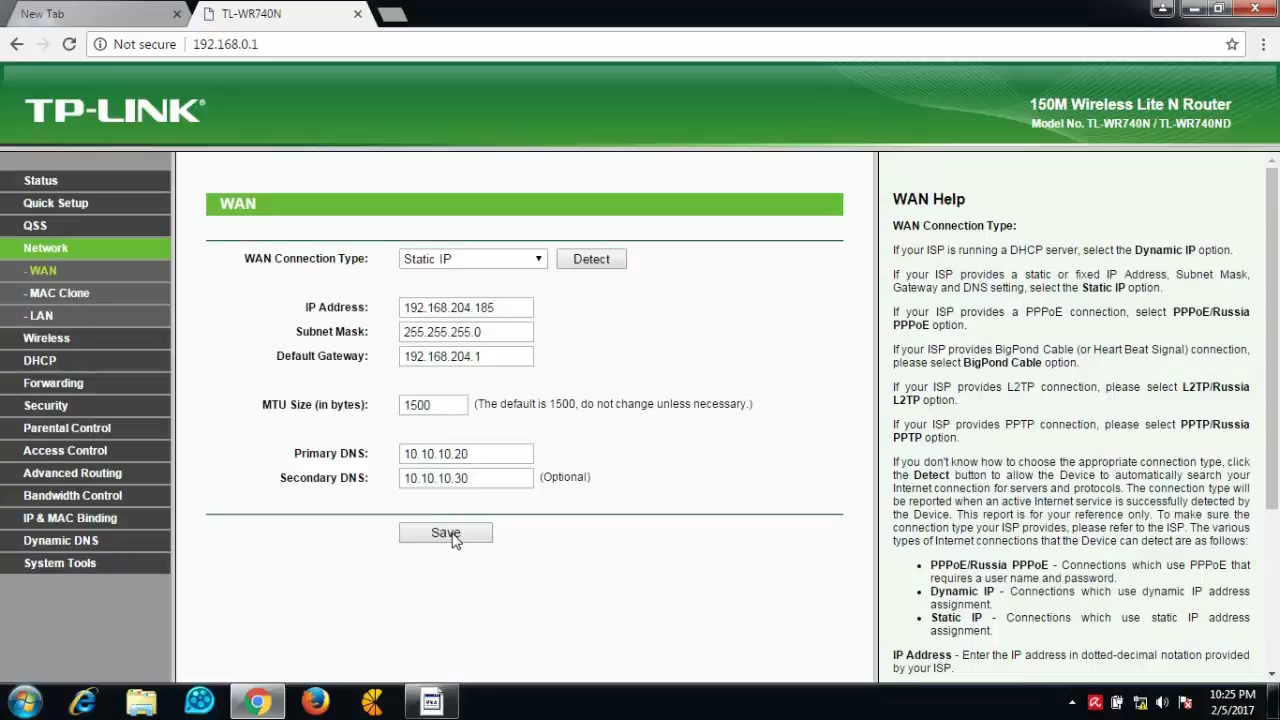 New Tab
TL-WR740N
Not secure
192.168.0.1
TP-LINK®
150M Wireless Lite N Router
Model No. TL-WR740N / TL-WR740ND
Status
Quick Setup
QSS
Network
- WAN
- MAC Clone
- LAN
Wireless
DHCP
Forwarding
Security
Parental Control
Access Control
Advanced Routing
Bandwidth Control
IP & MAC Binding
Dynamic DNS
System Tools
WAN
WAN Connection Type: Static IP Detect
IP Address: 192.168.204.185
Subnet Mask: 255.255.255.0
Default Gateway: 192.168.204.1
MTU Size (in bytes): 1500 (The default is 1500, do not change unless necessary.)
Primary DNS: 10.10.10.20
Secondary DNS: 10.10.10.30 (Optional)
Save
WAN Help
WAN Connection Type:
If your ISP is running a DHCP server, select the Dynamic IP option.
If your ISP provides a static or fixed IP Address, Subnet Mask,
Gateway and DNS setting, select the Static IP option.
If your ISP provides a PPPoE connection, select PPPoE/Russia
PPPoE option.
If your ISP provides BigPond Cable (or Heart Beat Signal) connection,
please select BigPond Cable option.
If your ISP provides L2TP connection, please select L2TP/Russia
L2TP option.
If your ISP provides PPTP connection, please select PPTP/Russia
PPTP option.
If you don't know how to choose the appropriate connection type, click
the Detect button to allow the Device to automatically search your
Internet connection for servers and protocols. The connection type will
be reported when an active Internet service is successfully detected by
the Device. This report is for your reference only. To make sure the
connection type your ISP provides, please refer to the ISP. The various
types of Internet connections that the Device can detect are as follows:
• PPPoE/Russia PPPoE - Connections which use PPPoE that
requires a user name and password.
• Dynamic IP - Connections which use dynamic IP address
assignment.
• Static IP - Connections which use static IP address
assignment.
IP Address - Enter the IP address in dotted-decimal notation provided
by your ISP.
10:25 PM
2/5/2017